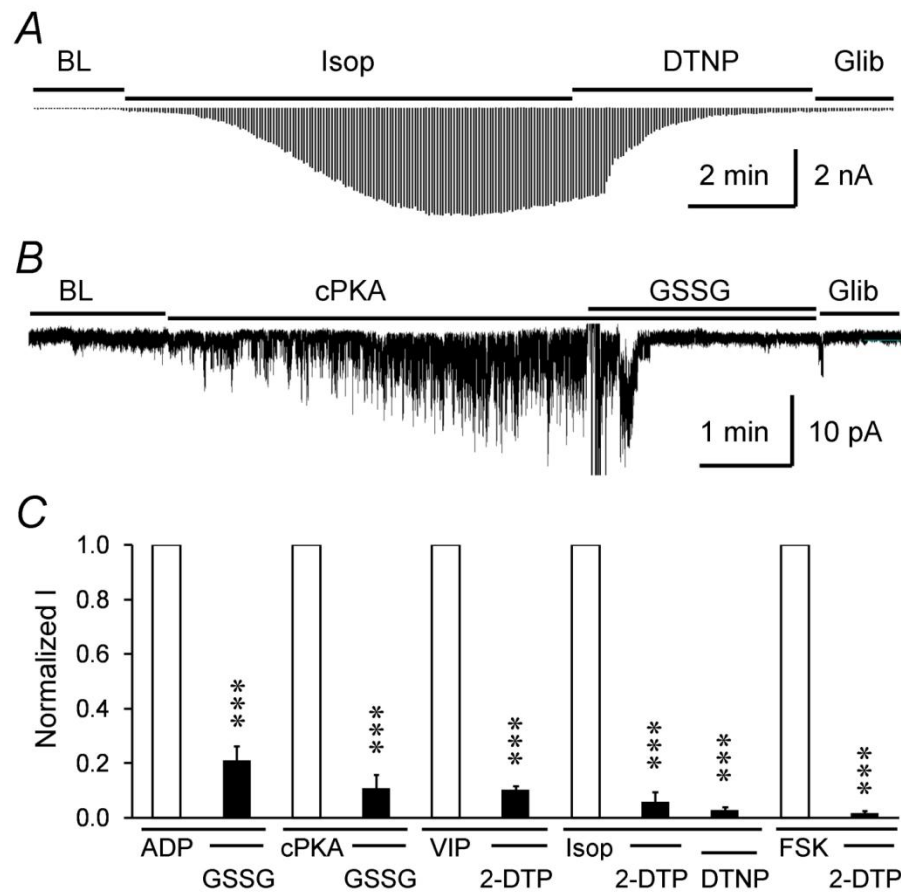 A
BL Isop DTNP Glib
2 min 2 nA
B
BL cPKA GSSG Glib
1 min 10 pA
C
Normalized I
1.0
0.8
0.6
0.4
0.2
0.0
*** *** *** *** *** ***
ADP cPKA VIP Isop FSK
GSSG GSSG 2-DTP 2-DTP DTNP 2-DTP